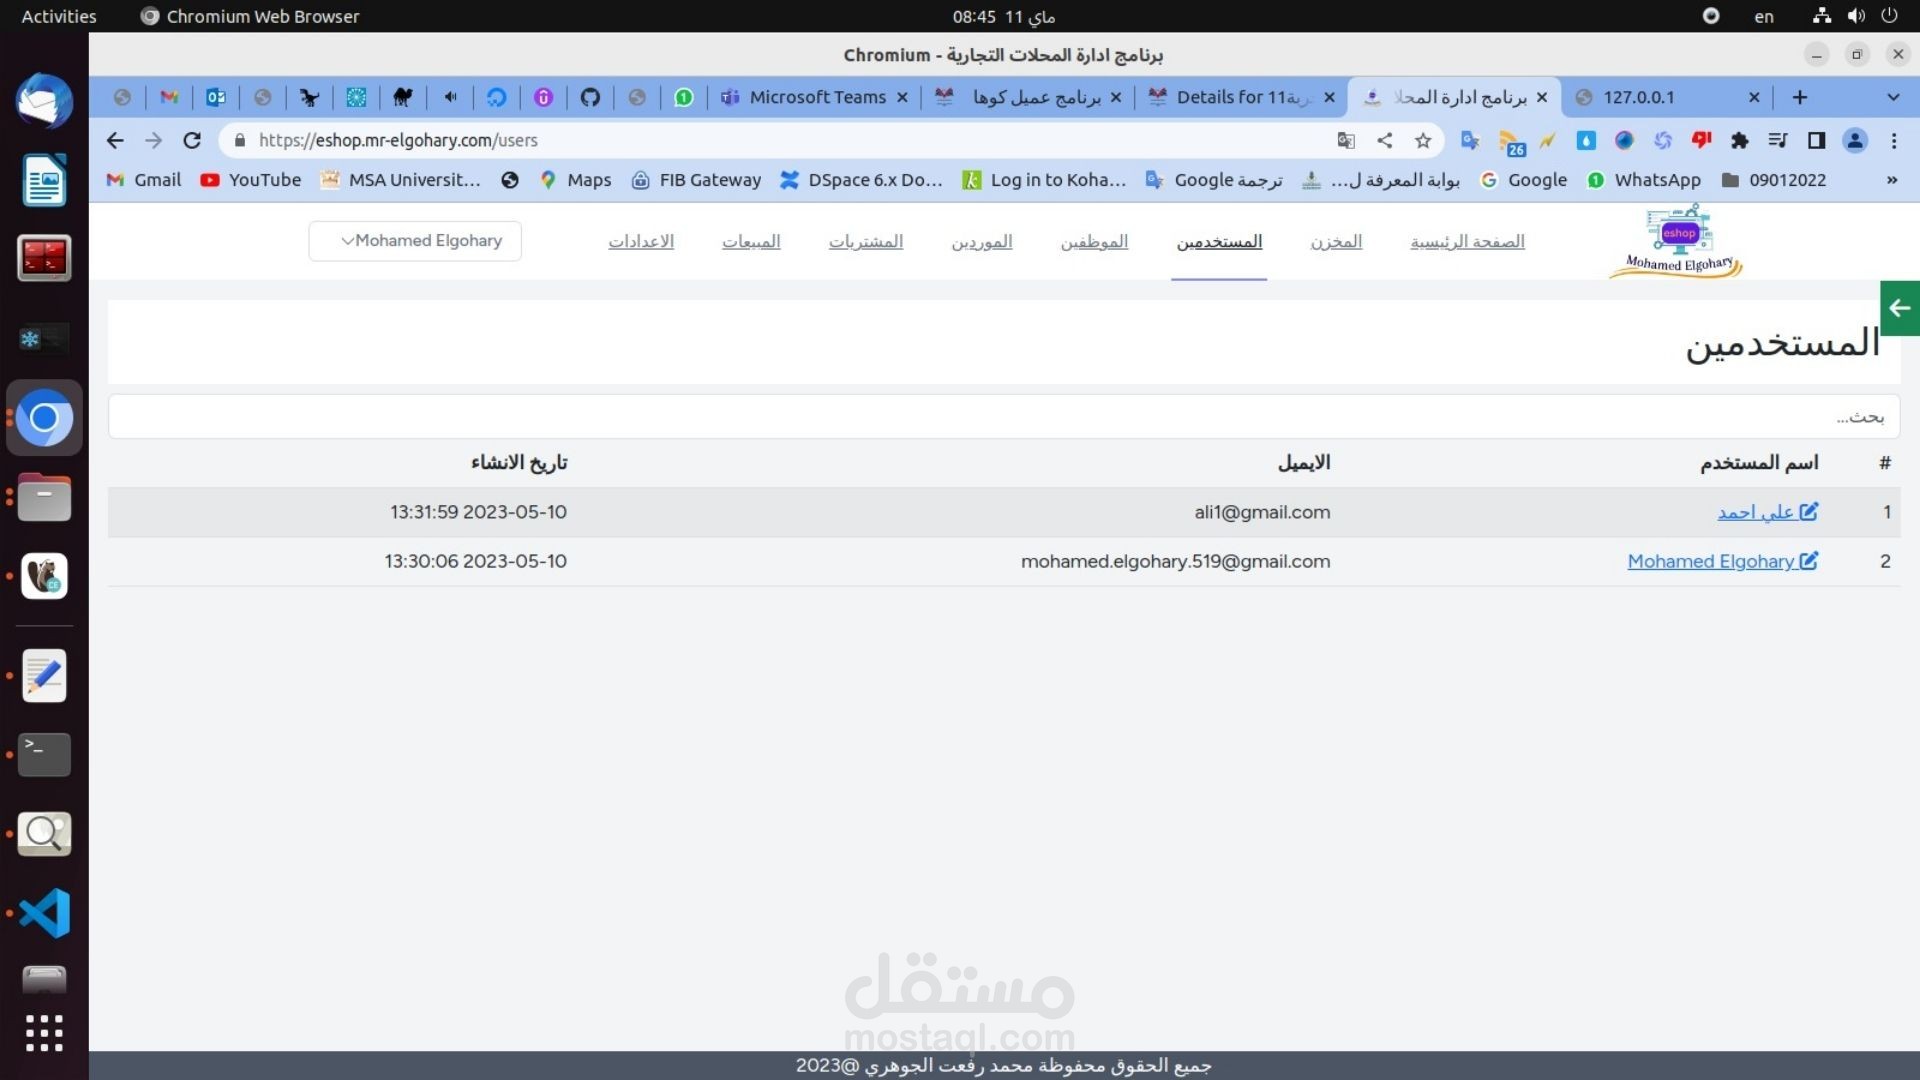 Activities Chromium Web Browser 08:45 11 ماي en
برنامج ادارة المحلات التجارية - Chromium
Microsoft Teams برنامج عميل كوها Details for 11 برنامج ادارة المحلا 127.0.0.1
https://eshop.mr-elgohary.com/users 26
Gmail YouTube MSA Universit... Maps FIB Gateway DSpace 6.x Do... Log in to Koha... ترجمة Google بوابة المعرفة ل... Google WhatsApp 09012022 »
eshop
Mohamed Elgohary
الصفحة الرئيسية المخزن المستخدمين الموظفين الموردين المشتريات المبيعات الاعدادات Mohamed Elgohary
المستخدمين
بحث...
# اسم المستخدم الايميل تاريخ الانشاء
1 علي احمد ali1@gmail.com 13:31:59 2023-05-10
2 Mohamed Elgohary mohamed.elgohary.519@gmail.com 13:30:06 2023-05-10
مستقل
mostaql.com
جميع الحقوق محفوظة محمد رفعت الجوهري @2023